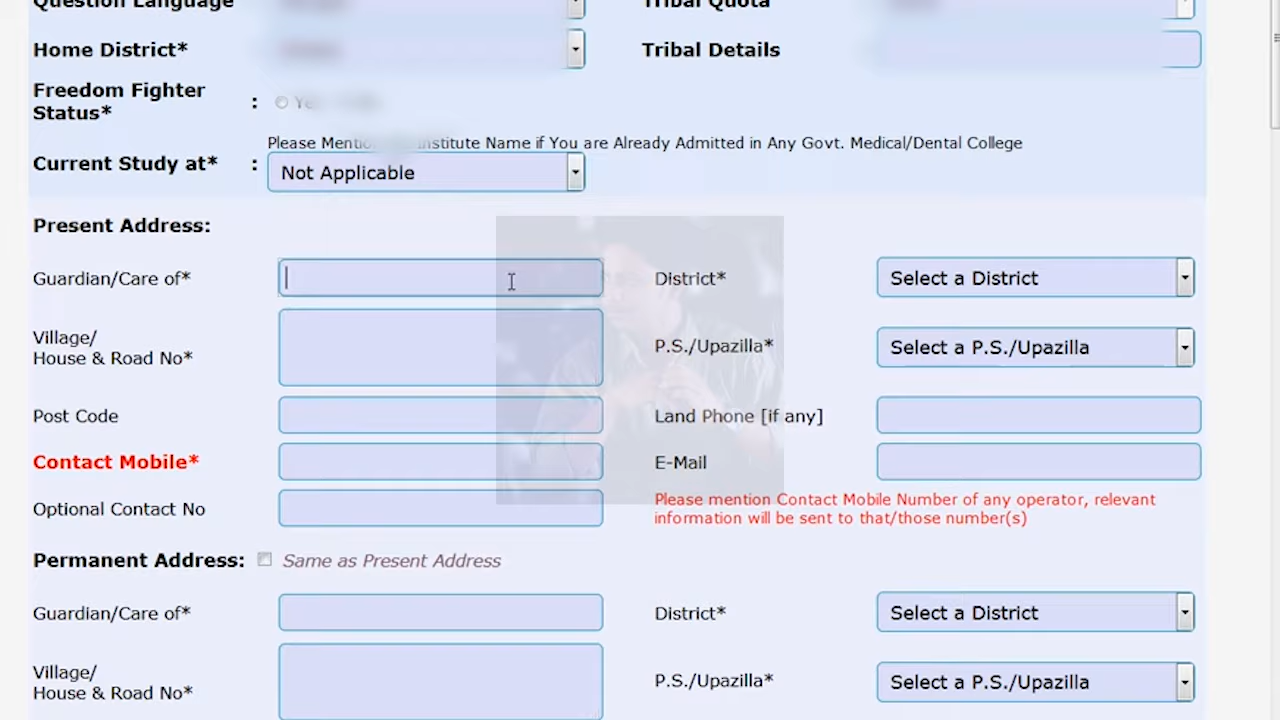 Question Language
Tribal Quota
Home District*
Tribal Details
Freedom Fighter
Status* :
Please Mention Institute Name if You are Already Admitted in Any Govt. Medical/Dental College
Current Study at* : Not Applicable
Present Address:
Guardian/Care of*
District* Select a District
Village/
House & Road No*
P.S./Upazilla* Select a P.S./Upazilla
Post Code
Land Phone [if any]
Contact Mobile*
E-Mail
Optional Contact No
Please mention Contact Mobile Number of any operator, relevant
information will be sent to that/those number(s)
Permanent Address: Same as Present Address
Guardian/Care of*
District* Select a District
Village/
House & Road No*
P.S./Upazilla* Select a P.S./Upazilla